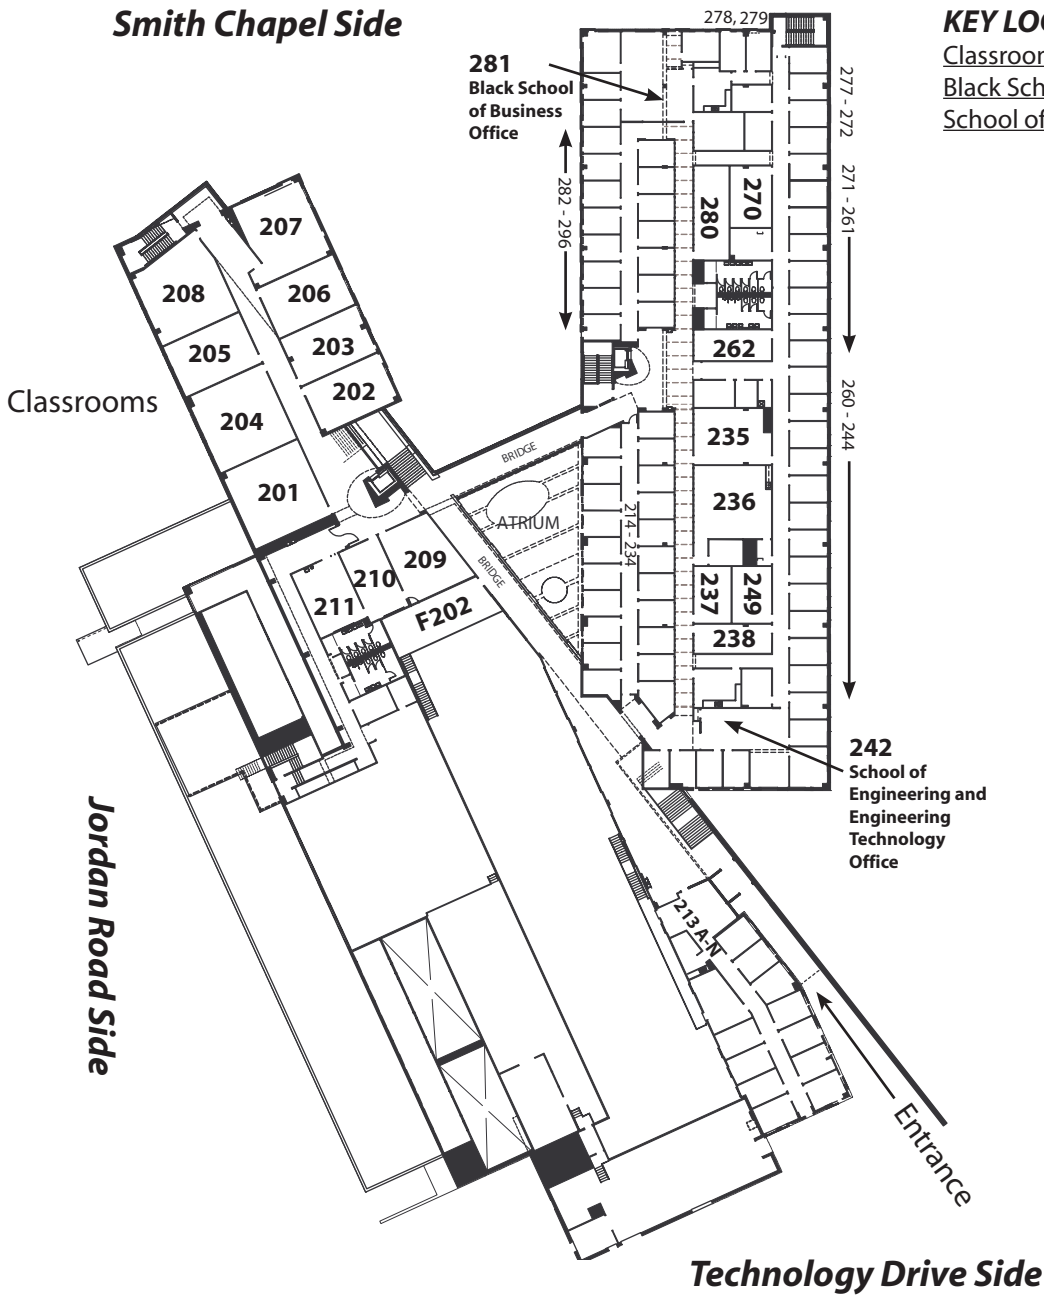 Smith Chapel Side
278, 279
KEY LO
Classroom
Black Sch
School of
281
Black School
of Business
Office
277 - 272
282 - 296
271 - 261
270
280
207
208
206
205
203
202
262
Classrooms
204
260 - 244
235
BRIDGE
201
236
ATRIUM
214 - 234
209
BRIDGE
210
211
F202
237
249
238
242
School of
Engineering and
Engineering
Technology
Office
Jordan Road Side
213 A-N
Entrance
Technology Drive Side